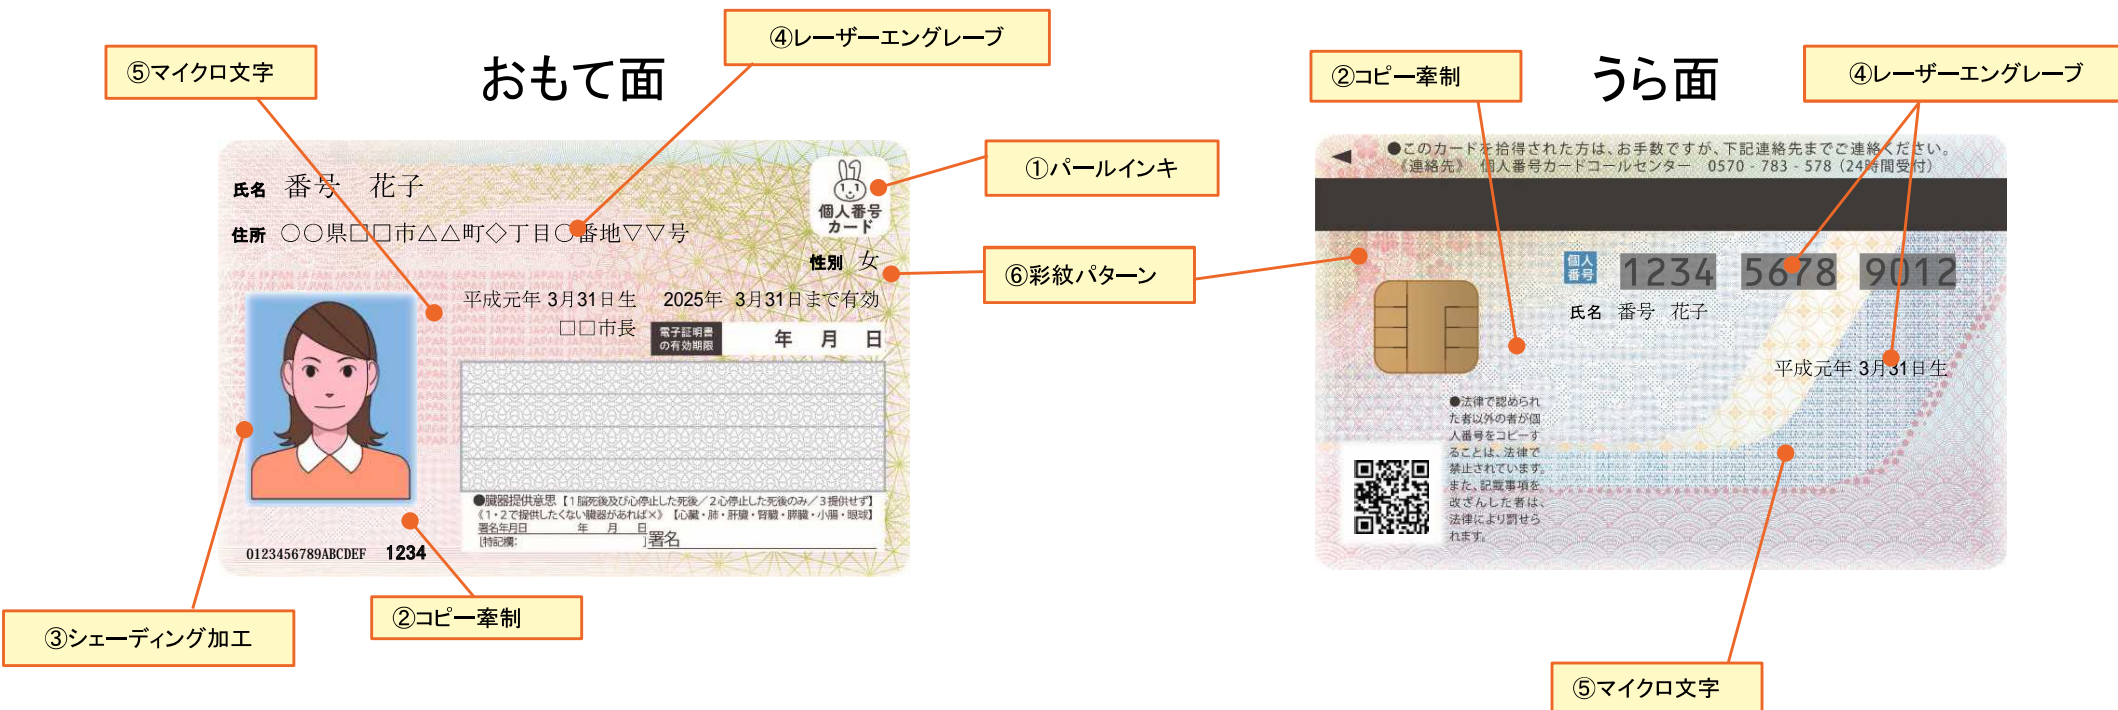 ④レーザーエングレーブ
⑤マイクロ文字
おもて面
②コピー牽制
うら面
④レーザーエングレーブ
①パールインキ
⑥彩紋パターン
氏名 番号 花子
個人番号
カード
住所 〇〇県□□市△△町◇丁目〇番地▽▽号
性別 女
平成元年 3月31日生 2025年 3月31日まで有効
□□市長
電子証明書
の有効期限
年 月 日
●臓器提供意思【1脳死後及び心停止した死後／2心停止した死後のみ／3提供せず】
《1・2で提供したくない臓器があれば×》【心臓・肺・肝臓・腎臓・膵臓・小腸・眼球】
署名年月日 年 月 日
[特記欄: ]署名
0123456789ABCDEF 1234
③シェーディング加工
②コピー牽制
●このカードを拾得された方は、お手数ですが、下記連絡先までご連絡ください。
《連絡先》 個人番号カードコールセンター 0570-783-578（24時間受付）
個人
番号
1234 5678 9012
氏名 番号 花子
平成元年 3月31日生
●法律で認められ
た者以外の者が個
人番号をコピーす
ることは、法律で
禁止されています。
また、記載事項を
改ざんした者は、
法律により罰せら
れます。
⑤マイクロ文字